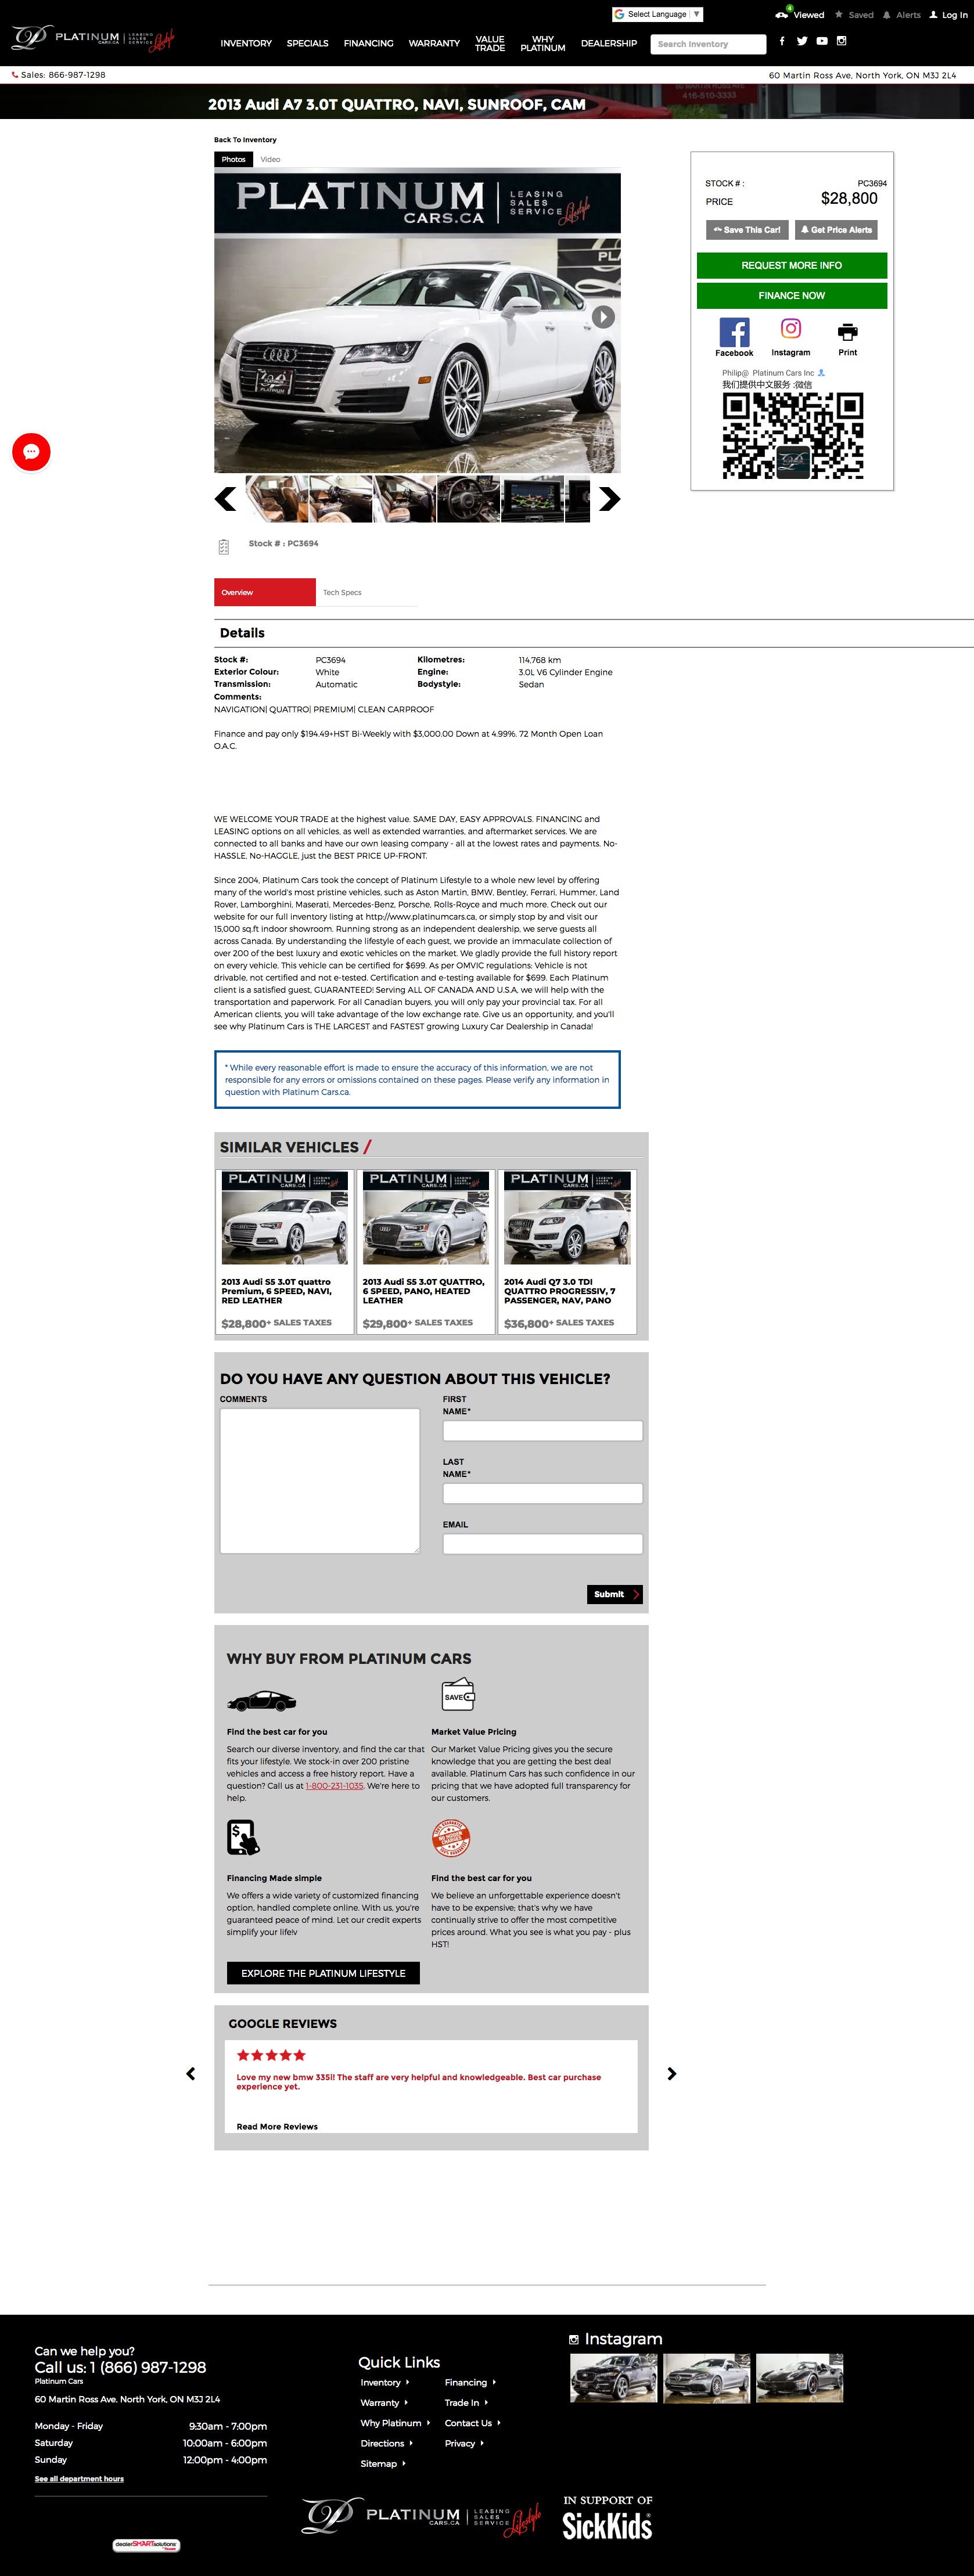 Select Language
4
Viewed
Saved
Alerts
Log In
PLATINUM
CARS.CA
LEASING
SALES
SERVICE
Lifestyle
INVENTORY
SPECIALS
FINANCING
WARRANTY
VALUE
TRADE
WHY
PLATINUM
DEALERSHIP
Search Inventory
Sales: 866-987-1298
60 Martin Ross Ave, North York, ON M3J 2L4
416-510-3333
2013 Audi A7 3.0T QUATTRO, NAVI, SUNROOF, CAM
Back To Inventory
Photos
Video
PLATINUM
CARS.CA
LEASING
SALES
SERVICE
Lifestyle
STOCK # :
PC3694
PRICE
$28,800
Save This Car!
Get Price Alerts
REQUEST MORE INFO
FINANCE NOW
Facebook
Instagram
Print
Philip@ Platinum Cars Inc
我们提供中文服务 :微信
Stock # : PC3694
Overview
Tech Specs
Details
Stock #:
PC3694
Kilometres:
114,768 km
Exterior Colour:
White
Engine:
3.0L V6 Cylinder Engine
Transmission:
Automatic
Bodystyle:
Sedan
Comments:
NAVIGATION| QUATTRO| PREMIUM| CLEAN CARPROOF
Finance and pay only $194.49+HST Bi-Weekly with $3,000.00 Down at 4.99%. 72 Month Open Loan
O.A.C.
WE WELCOME YOUR TRADE at the highest value. SAME DAY, EASY APPROVALS. FINANCING and
LEASING options on all vehicles, as well as extended warranties, and aftermarket services. We are
connected to all banks and have our own leasing company - all at the lowest rates and payments. No-
HASSLE, No-HAGGLE, just the BEST PRICE UP-FRONT.
Since 2004, Platinum Cars took the concept of Platinum Lifestyle to a whole new level by offering
many of the world's most pristine vehicles, such as Aston Martin, BMW, Bentley, Ferrari, Hummer, Land
Rover, Lamborghini, Maserati, Mercedes-Benz, Porsche, Rolls-Royce and much more. Check out our
website for our full inventory listing at http://www.platinumcars.ca, or simply stop by and visit our
15,000 sq.ft indoor showroom. Running strong as an independent dealership, we serve guests all
across Canada. By understanding the lifestyle of each guest, we provide an immaculate collection of
over 200 of the best luxury and exotic vehicles on the market. We gladly provide the full history report
on every vehicle. This vehicle can be certified for $699. As per OMVIC regulations: Vehicle is not
drivable, not certified and not e-tested. Certification and e-testing available for $699. Each Platinum
client is a satisfied guest, GUARANTEED! Serving ALL OF CANADA AND U.S.A, we will help with the
transportation and paperwork. For all Canadian buyers, you will only pay your provincial tax. For all
American clients, you will take advantage of the low exchange rate. Give us an opportunity, and you'll
see why Platinum Cars is THE LARGEST and FASTEST growing Luxury Car Dealership in Canada!
* While every reasonable effort is made to ensure the accuracy of this information, we are not
responsible for any errors or omissions contained on these pages. Please verify any information in
question with Platinum Cars.ca.
SIMILAR VEHICLES /
PLATINUM
CARS.CA
PLATINUM
CARS.CA
PLATINUM
CARS.CA
2013 Audi S5 3.0T quattro
Premium, 6 SPEED, NAVI,
RED LEATHER
$28,800+ SALES TAXES
2013 Audi S5 3.0T QUATTRO,
6 SPEED, PANO, HEATED
LEATHER
$29,800+ SALES TAXES
2014 Audi Q7 3.0 TDI
QUATTRO PROGRESSIV, 7
PASSENGER, NAV, PANO
$36,800+ SALES TAXES
DO YOU HAVE ANY QUESTION ABOUT THIS VEHICLE?
COMMENTS
FIRST
NAME*
LAST
NAME*
EMAIL
Submit
WHY BUY FROM PLATINUM CARS
SAVE
Find the best car for you
Search our diverse inventory, and find the car that
fits your lifestyle. We stock-in over 200 pristine
vehicles and access a free history report. Have a
question? Call us at 1-800-231-1035. We're here to
help.
Market Value Pricing
Our Market Value Pricing gives you the secure
knowledge that you are getting the best deal
available. Platinum Cars has such confidence in our
pricing that we have adopted full transparency for
our customers.
$
NO HIDDEN
CHARGES
Financing Made simple
We offers a wide variety of customized financing
option, handled complete online. With us, you're
guaranteed peace of mind. Let our credit experts
simplify your life!v
Find the best car for you
We believe an unforgettable experience doesn't
have to be expensive; that's why we have
continually strive to offer the most competitive
prices around. What you see is what you pay - plus
HST!
EXPLORE THE PLATINUM LIFESTYLE
GOOGLE REVIEWS
Love my new bmw 335i! The staff are very helpful and knowledgeable. Best car purchase
experience yet.
Read More Reviews
Can we help you?
Call us: 1 (866) 987-1298
Platinum Cars
60 Martin Ross Ave. North York, ON M3J 2L4
Monday - Friday
9:30am - 7:00pm
Saturday
10:00am - 6:00pm
Sunday
12:00pm - 4:00pm
See all department hours
dealerSMARTsolutions
Quick Links
Inventory
Financing
Warranty
Trade In
Why Platinum
Contact Us
Directions
Privacy
Sitemap
Instagram
PLATINUM
CARS.CA
LEASING
SALES
SERVICE
Lifestyle
IN SUPPORT OF
SickKids